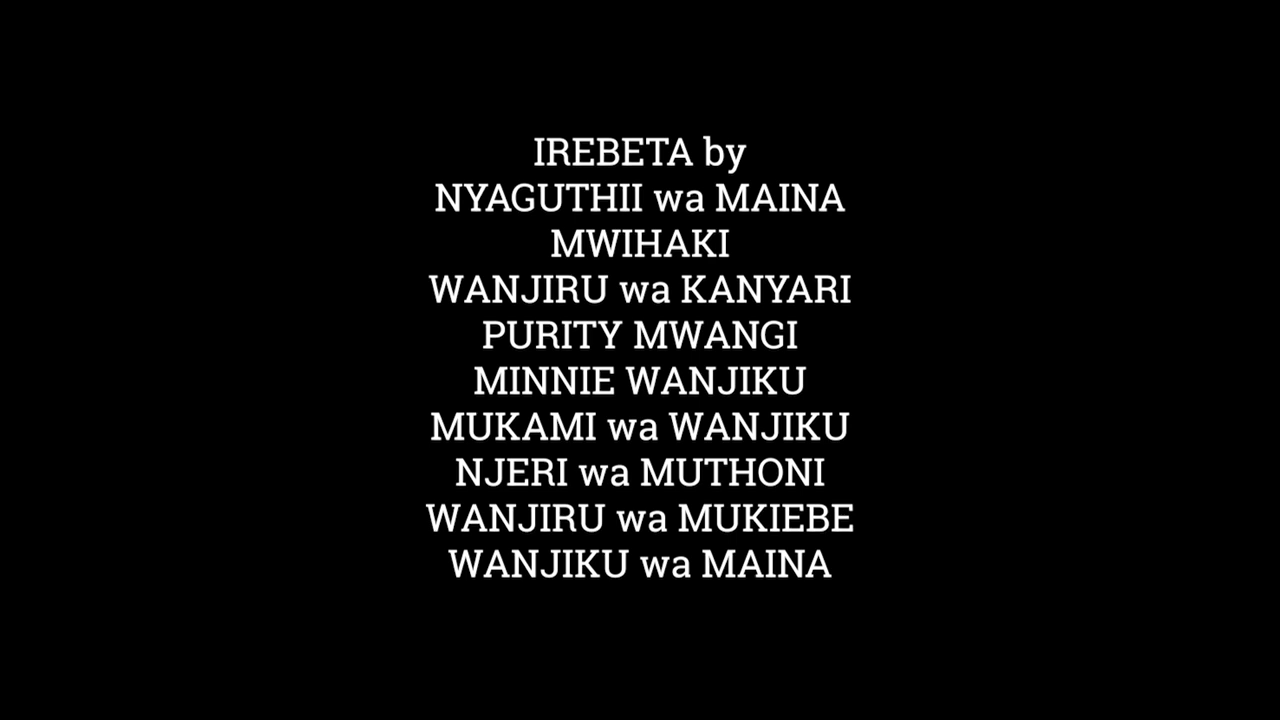 IREBETA by
NYAGUTHII wa MAINA
MWIHAKI
WANJIRU wa KANYARI
PURITY MWANGI
MINNIE WANJIKU
MUKAMI wa WANJIKU
NJERI wa MUTHONI
WANJIRU wa MUKIEBE
WANJIKU wa MAINA